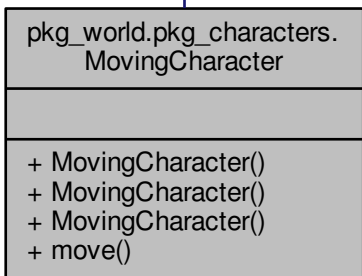 pkg_world.pkg_characters.
MovingCharacter
+ MovingCharacter()
+ MovingCharacter()
+ MovingCharacter()
+ move()